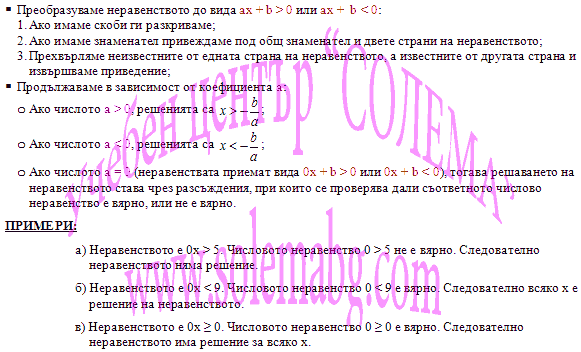 ▪ Преобразуваме неравенството до вида ax + b > 0 или ax + b < 0:
1. Ако имаме скоби ги разкриваме;
2. Ако имаме знаменател привеждаме под общ знаменател и двете страни на неравенството;
3. Прехвърляме неизвестните от едната страна на неравенството, а известните от другата страна и
извършваме приведение;
▪ Продължаваме в зависимост от коефициента a:
o Ако числото a > 0, решенията са x > −b/a;
o Ако числото a < 0, решенията са x < −b/a;
o Ако числото a = 0 (неравенствата приемат вида 0x + b > 0 или 0x + b < 0), тогава решаването на
неравенството става чрез разсъждения, при които се проверява дали съответното числово
неравенство е вярно, или не е вярно.
ПРИМЕРИ:
а) Неравенството е 0x > 5. Числовото неравенство 0 > 5 не е вярно. Следователно
неравенството няма решение.
б) Неравенството е 0x < 9. Числовото неравенство 0 < 9 е вярно. Следователно всяко x е
решение на неравенството.
в) Неравенството е 0x ≥ 0. Числовото неравенство 0 ≥ 0 е вярно. Следователно
неравенството има решение за всяко x.
Учебен център "СОЛЕМА"
www.solemabg.com